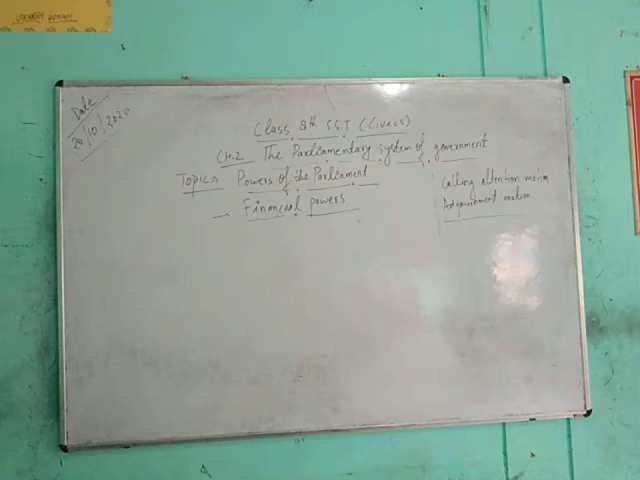 Date
20/10/2020
Class 8th S.S.T (Civics)
CH.2 The Parliamentary system of government
Topic Powers of the Parliament
Financial powers
Calling attention motion
Adjournment motion